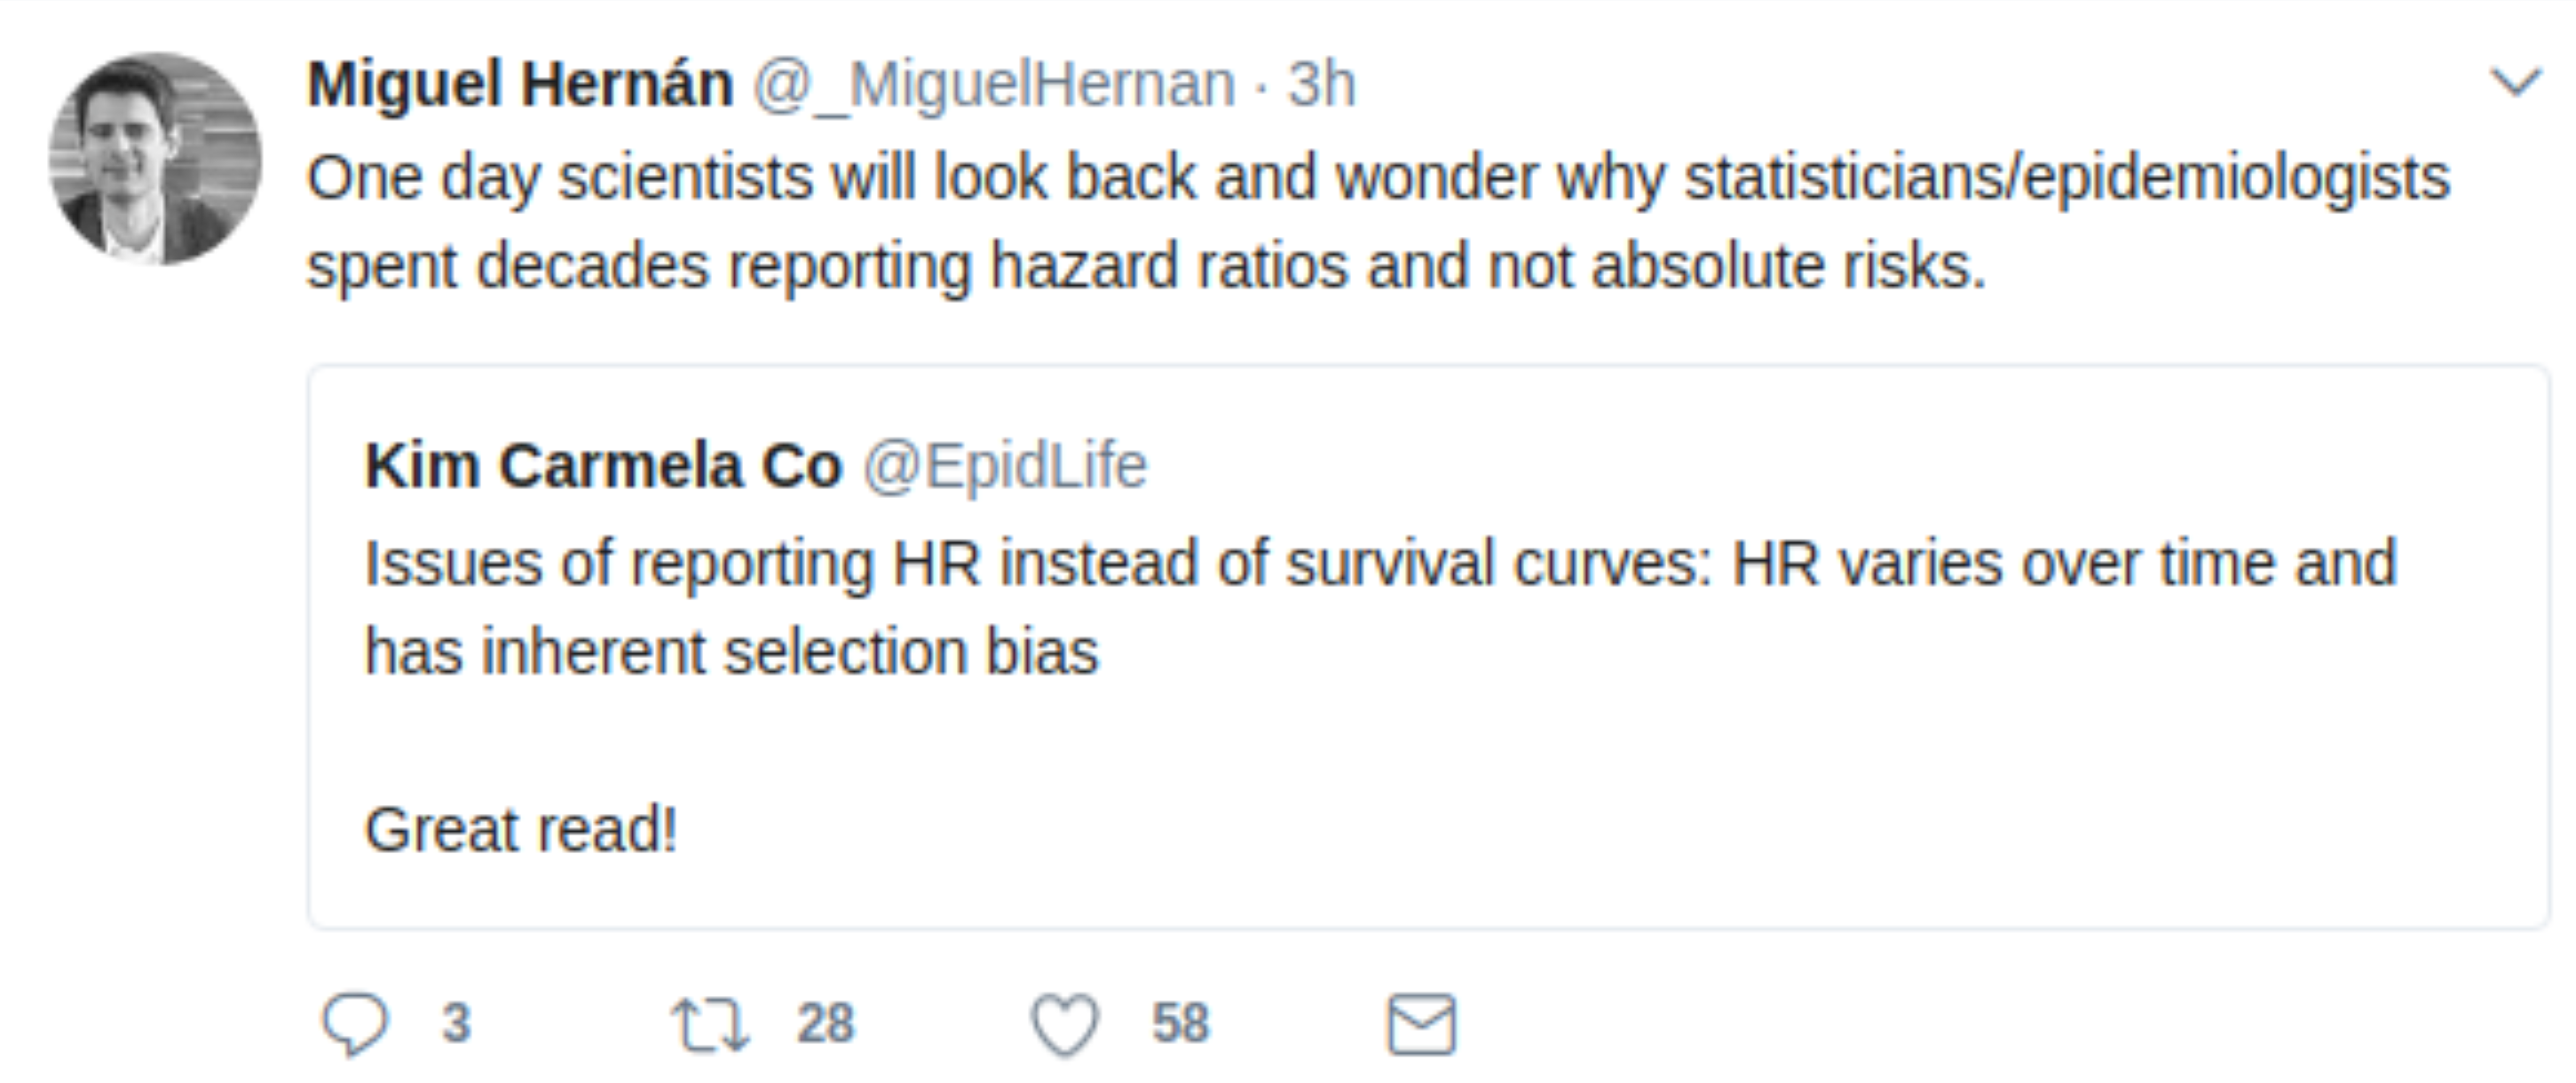 Miguel Hernán @_MiguelHernan · 3h
One day scientists will look back and wonder why statisticians/epidemiologists
spent decades reporting hazard ratios and not absolute risks.
Kim Carmela Co @EpidLife
Issues of reporting HR instead of survival curves: HR varies over time and
has inherent selection bias
Great read!
3 28 58